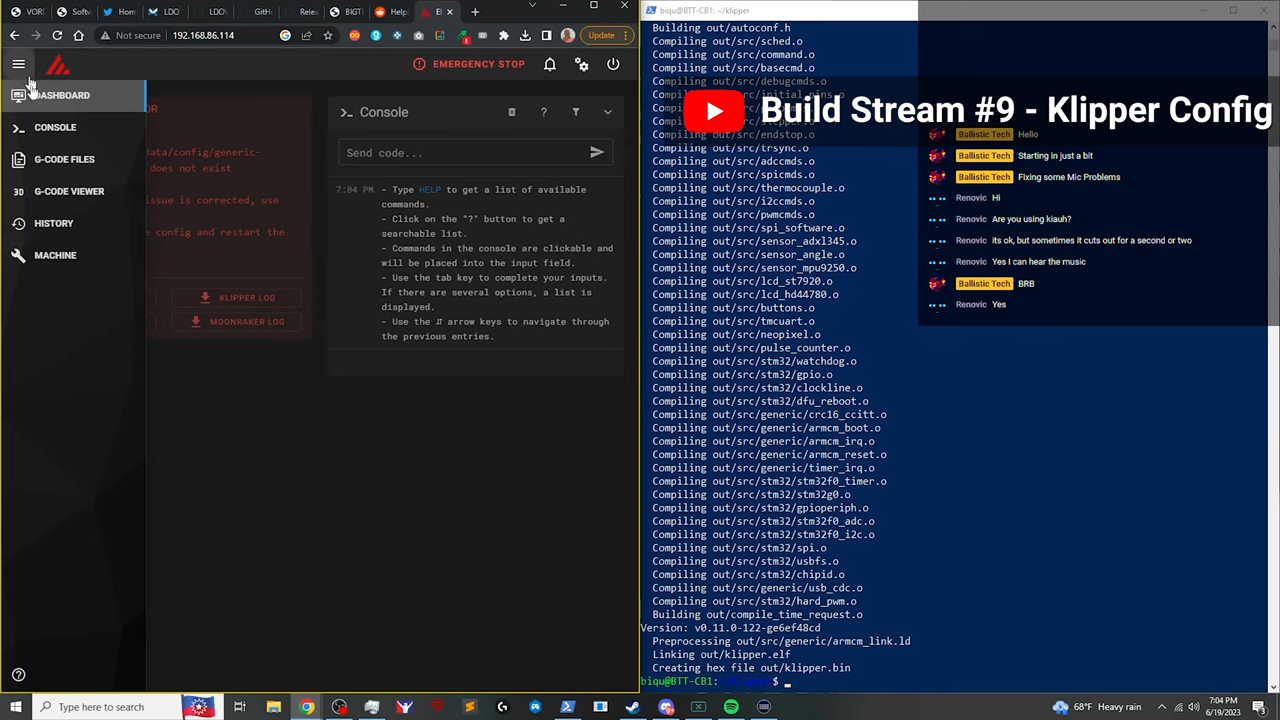 VORO
Softw
YouT
Home
LDO
LDO
GitHu
BIGT
Rele
Help
Ele
Not secure
192.168.86.114
Update
EMERGENCY STOP
DASHBOARD
G-CODE VIEWER
HISTORY
MACHINE
data/config/generic-
does not exist
issue is corrected, use
e config and restart the
KLIPPER LOG
MOONRAKER LOG
Console
Send code...
7:04 PM
- Type HELP to get a list of available
commands.
- Click on the "?" button to get a
searchable list.
- Commands in the console are clickable and
will be placed into the input field.
- Use the tab key to complete your inputs.
If there are several options, a list is
displayed.
- Use the ⇵ arrow keys to navigate through
the previous entries.
biqu@BTT-CB1: ~/klipper
Building out/autoconf.h
Compiling out/src/sched.o
Compiling out/src/command.o
Compiling out/src/basecmd.o
Compiling out/src/debugcmds.o
Compiling out/src/initial_pins.o
Compiling out/src/endstop.o
Compiling out/src/trsync.o
Compiling out/src/adccmds.o
Compiling out/src/spicmds.o
Compiling out/src/thermocouple.o
Compiling out/src/i2ccmds.o
Compiling out/src/pwmcmds.o
Compiling out/src/spi_software.o
Compiling out/src/sensor_adxl345.o
Compiling out/src/sensor_angle.o
Compiling out/src/sensor_mpu9250.o
Compiling out/src/lcd_st7920.o
Compiling out/src/lcd_hd44780.o
Compiling out/src/buttons.o
Compiling out/src/tmcuart.o
Compiling out/src/neopixel.o
Compiling out/src/pulse_counter.o
Compiling out/src/stm32/watchdog.o
Compiling out/src/stm32/gpio.o
Compiling out/src/stm32/clockline.o
Compiling out/src/stm32/dfu_reboot.o
Compiling out/src/generic/crc16_ccitt.o
Compiling out/src/generic/armcm_boot.o
Compiling out/src/generic/armcm_irq.o
Compiling out/src/generic/armcm_reset.o
Compiling out/src/generic/timer_irq.o
Compiling out/src/stm32/stm32f0_timer.o
Compiling out/src/stm32/stm32g0.o
Compiling out/src/stm32/gpioperiph.o
Compiling out/src/stm32/stm32f0_adc.o
Compiling out/src/stm32/stm32f0_i2c.o
Compiling out/src/stm32/spi.o
Compiling out/src/stm32/usbfs.o
Compiling out/src/stm32/chipid.o
Compiling out/src/generic/usb_cdc.o
Compiling out/src/stm32/hard_pwm.o
Building out/compile_time_request.o
Version: v0.11.0-122-ge6ef48cd
Preprocessing out/src/generic/armcm_link.ld
Linking out/klipper.elf
Creating hex file out/klipper.bin
biqu@BTT-CB1:~/klipper$
Build Stream #9 - Klipper Config
Ballistic Tech Hello
Ballistic Tech Starting in just a bit
Ballistic Tech Fixing some Mic Problems
Renovic Hi
Renovic Are you using kiauh?
Renovic its ok, but sometimes it cuts out for a second or two
Renovic Yes I can hear the music
Ballistic Tech BRB
Renovic Yes
Type here to search
68°F Heavy rain
7:04 PM
6/19/2023